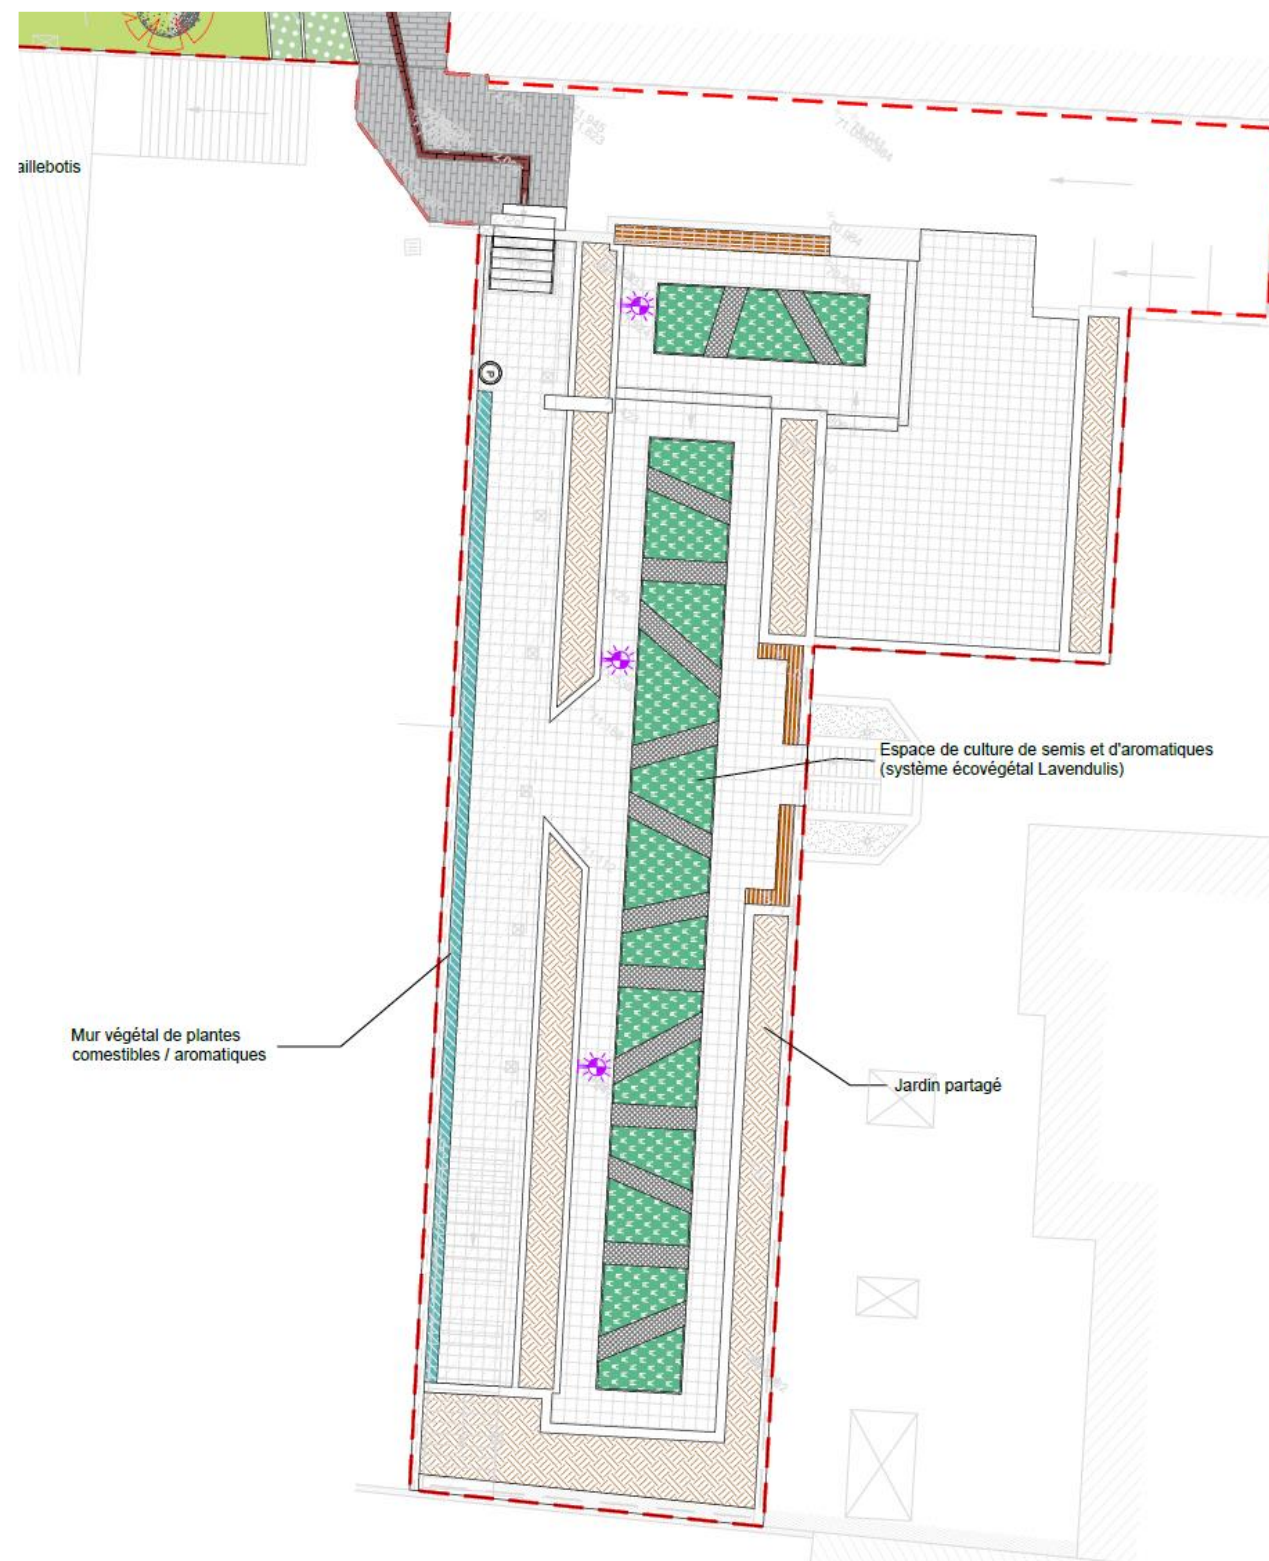 aillebotis
P
Espace de culture de semis et d'aromatiques
(système écovégétal Lavendulis)
Mur végétal de plantes
comestibles / aromatiques
Jardin partagé